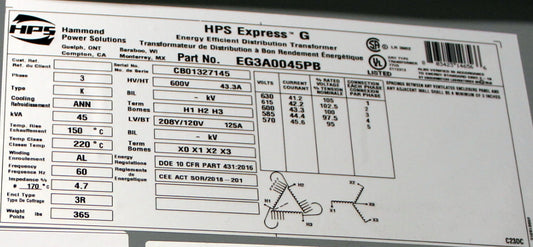 HPS
Hammond
Power Solutions
Guelph, ONT
Compton, CA
Baraboo, WI
Monterrey, MX
HPS Express™ G
Energy Efficient Distribution Transformer
Transformateur de Distribution à Bon Rendement Énergétique
Part No. EG3A0045PB
Cust. Ref.
Ref du Client
Serial No.
No. de Serie
CB01327145
Phase
3
HV/HT
600V 43.3A
Type
K
BIL
- kV
Cooling
Refroidissement
ANN
Term
Bornes
H1 H2 H3
kVA
45
LV/BT
208Y/120V 125A
Temp. Rise
Echauffement
150 °C
BIL
- kV
Temp Class
Classe Temp
220 °C
Term
Bornes
X0 X1 X2 X3
Winding
Enroulement
AL
Energy
Regulations
DOE 10 CFR PART 431:2016
Frequency
Frequence Hz
60
CEE ACT SOR/2018 - 201
Impedance %
@ 170 °C
4.7
Encl Type
Type De Coffrage
3R
Weight
Poids lbs
365
VOLTS
CURRENT
COURANT
% RATED
VOLTAGE
% TENSION
NOMINALE
CONNECTION
EACH PHASE
630 41.2 105 1
615 42.2 102.5 2
600 43.3 100 3
585 44.4 97.5 4
570 45.6 95 5
H1
H2
H3
X0
X1
X2
X3
C230C